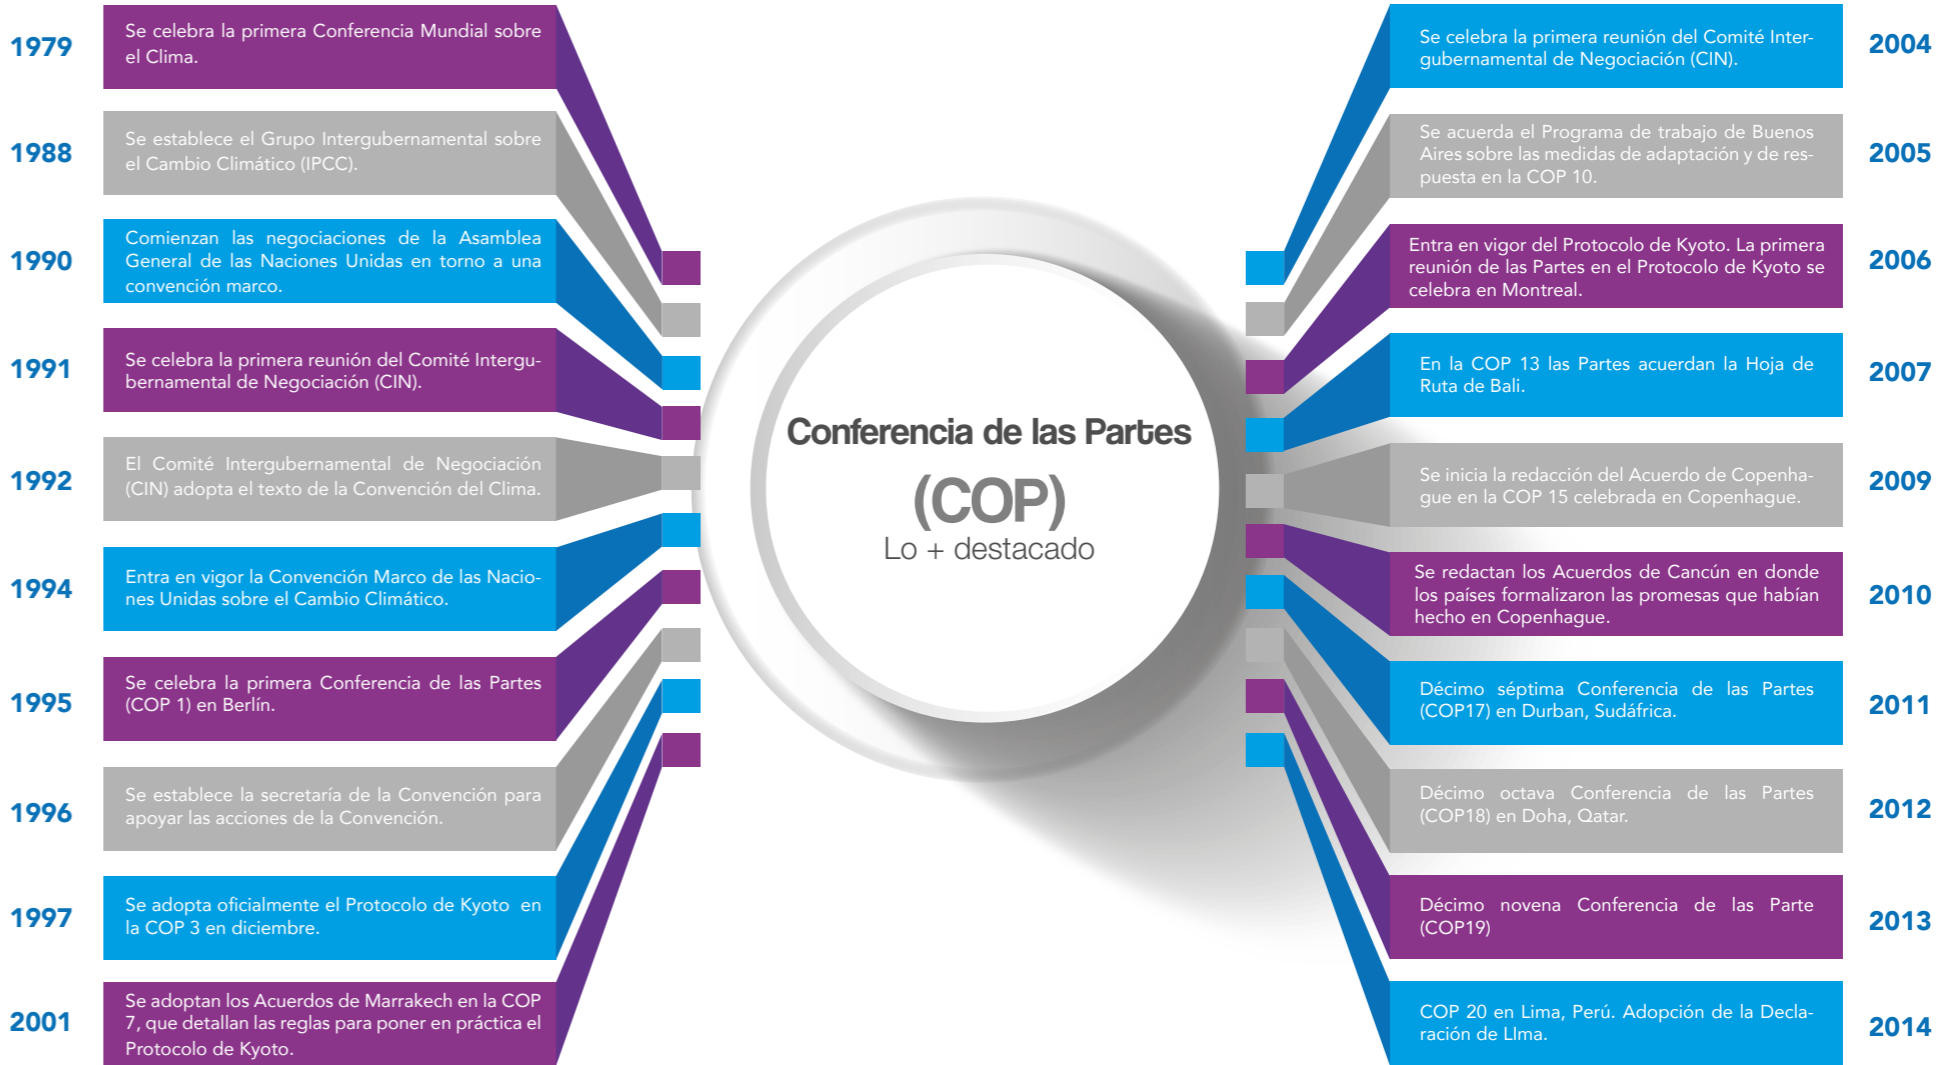 1979
Se celebra la primera Conferencia Mundial sobre
el Clima.
1988
Se establece el Grupo Intergubernamental sobre
el Cambio Climático (IPCC).
1990
Comienzan las negociaciones de la Asamblea
General de las Naciones Unidas en torno a una
convención marco.
1991
Se celebra la primera reunión del Comité Intergu-
bernamental de Negociación (CIN).
1992
El Comité Intergubernamental de Negociación
(CIN) adopta el texto de la Convención del Clima.
1994
Entra en vigor la Convención Marco de las Nacio-
nes Unidas sobre el Cambio Climático.
1995
Se celebra la primera Conferencia de las Partes
(COP 1) en Berlín.
1996
Se establece la secretaría de la Convención para
apoyar las acciones de la Convención.
1997
Se adopta oficialmente el Protocolo de Kyoto en
la COP 3 en diciembre.
2001
Se adoptan los Acuerdos de Marrakech en la COP
7, que detallan las reglas para poner en práctica el
Protocolo de Kyoto.
Conferencia de las Partes
(COP)
Lo + destacado
Se celebra la primera reunión del Comité Inter-
gubernamental de Negociación (CIN).
2004
Se acuerda el Programa de trabajo de Buenos
Aires sobre las medidas de adaptación y de res-
puesta en la COP 10.
2005
Entra en vigor del Protocolo de Kyoto. La primera
reunión de las Partes en el Protocolo de Kyoto se
celebra en Montreal.
2006
En la COP 13 las Partes acuerdan la Hoja de
Ruta de Bali.
2007
Se inicia la redacción del Acuerdo de Copenha-
gue en la COP 15 celebrada en Copenhague.
2009
Se redactan los Acuerdos de Cancún en donde
los países formalizaron las promesas que habían
hecho en Copenhague.
2010
Décimo séptima Conferencia de las Partes
(COP17) en Durban, Sudáfrica.
2011
Décimo octava Conferencia de las Partes
(COP18) en Doha, Qatar.
2012
Décimo novena Conferencia de las Parte
(COP19)
2013
COP 20 en Lima, Perú. Adopción de la Decla-
ración de LIma.
2014